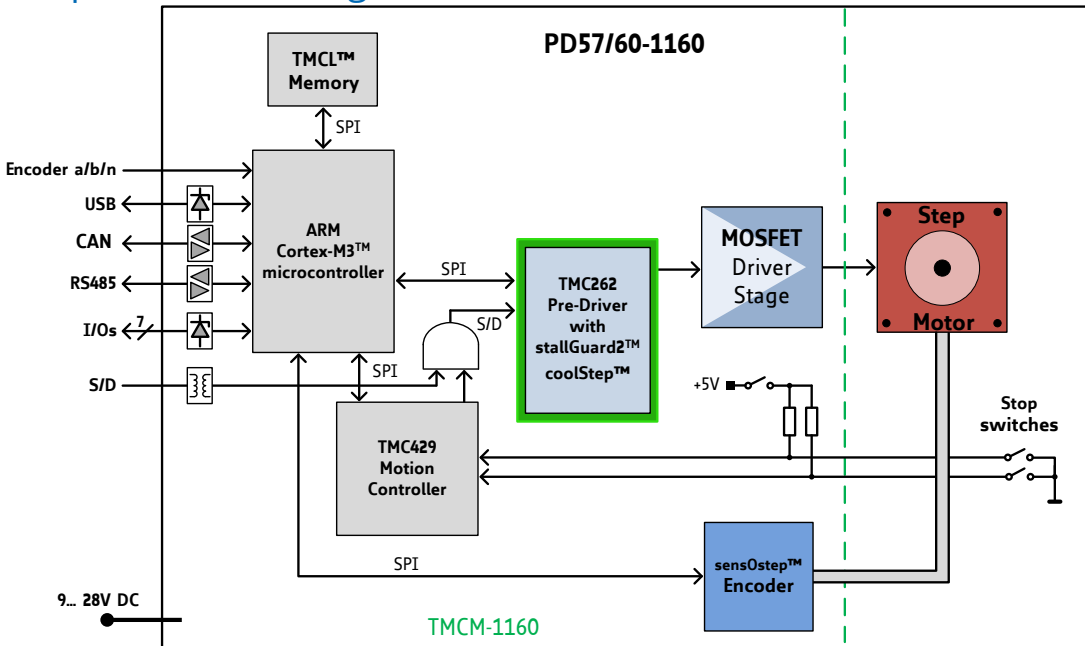 PD57/60-1160
TMCL™
Memory
SPI
Encoder a/b/n
USB
CAN
RS485
7
I/Os
S/D
ARM
Cortex-M3™
microcontroller
SPI
S/D
SPI
TMC262
Pre-Driver
with
stallGuard2™
coolStep™
MOSFET
Driver
Stage
Step
Motor
+5V
Stop
switches
TMC429
Motion
Controller
SPI
sensOstep™
Encoder
9... 28V DC
TMCM-1160